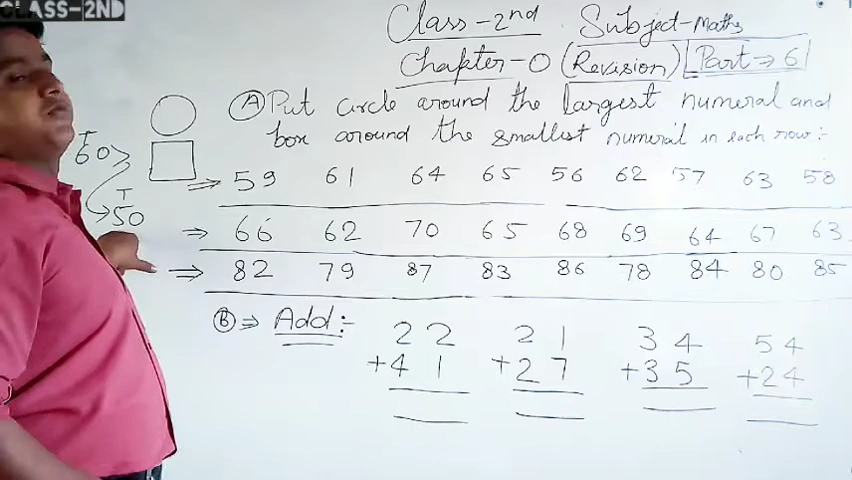 CLASS-2ND
Class-2nd Subject-Maths
Chapter-0 (Revision) Part→6
(A) Put circle around the largest numeral and
box around the smallest numeral in each row:-
T
60
T
50
⇒ 59 61 64 65 56 62 57 63 58
⇒ 66 62 70 65 68 69 64 67 63
⇒ 82 79 87 83 86 78 84 80 85
(B) ⇒ Add:-
22 21 34 54
+41 +27 +35 +24